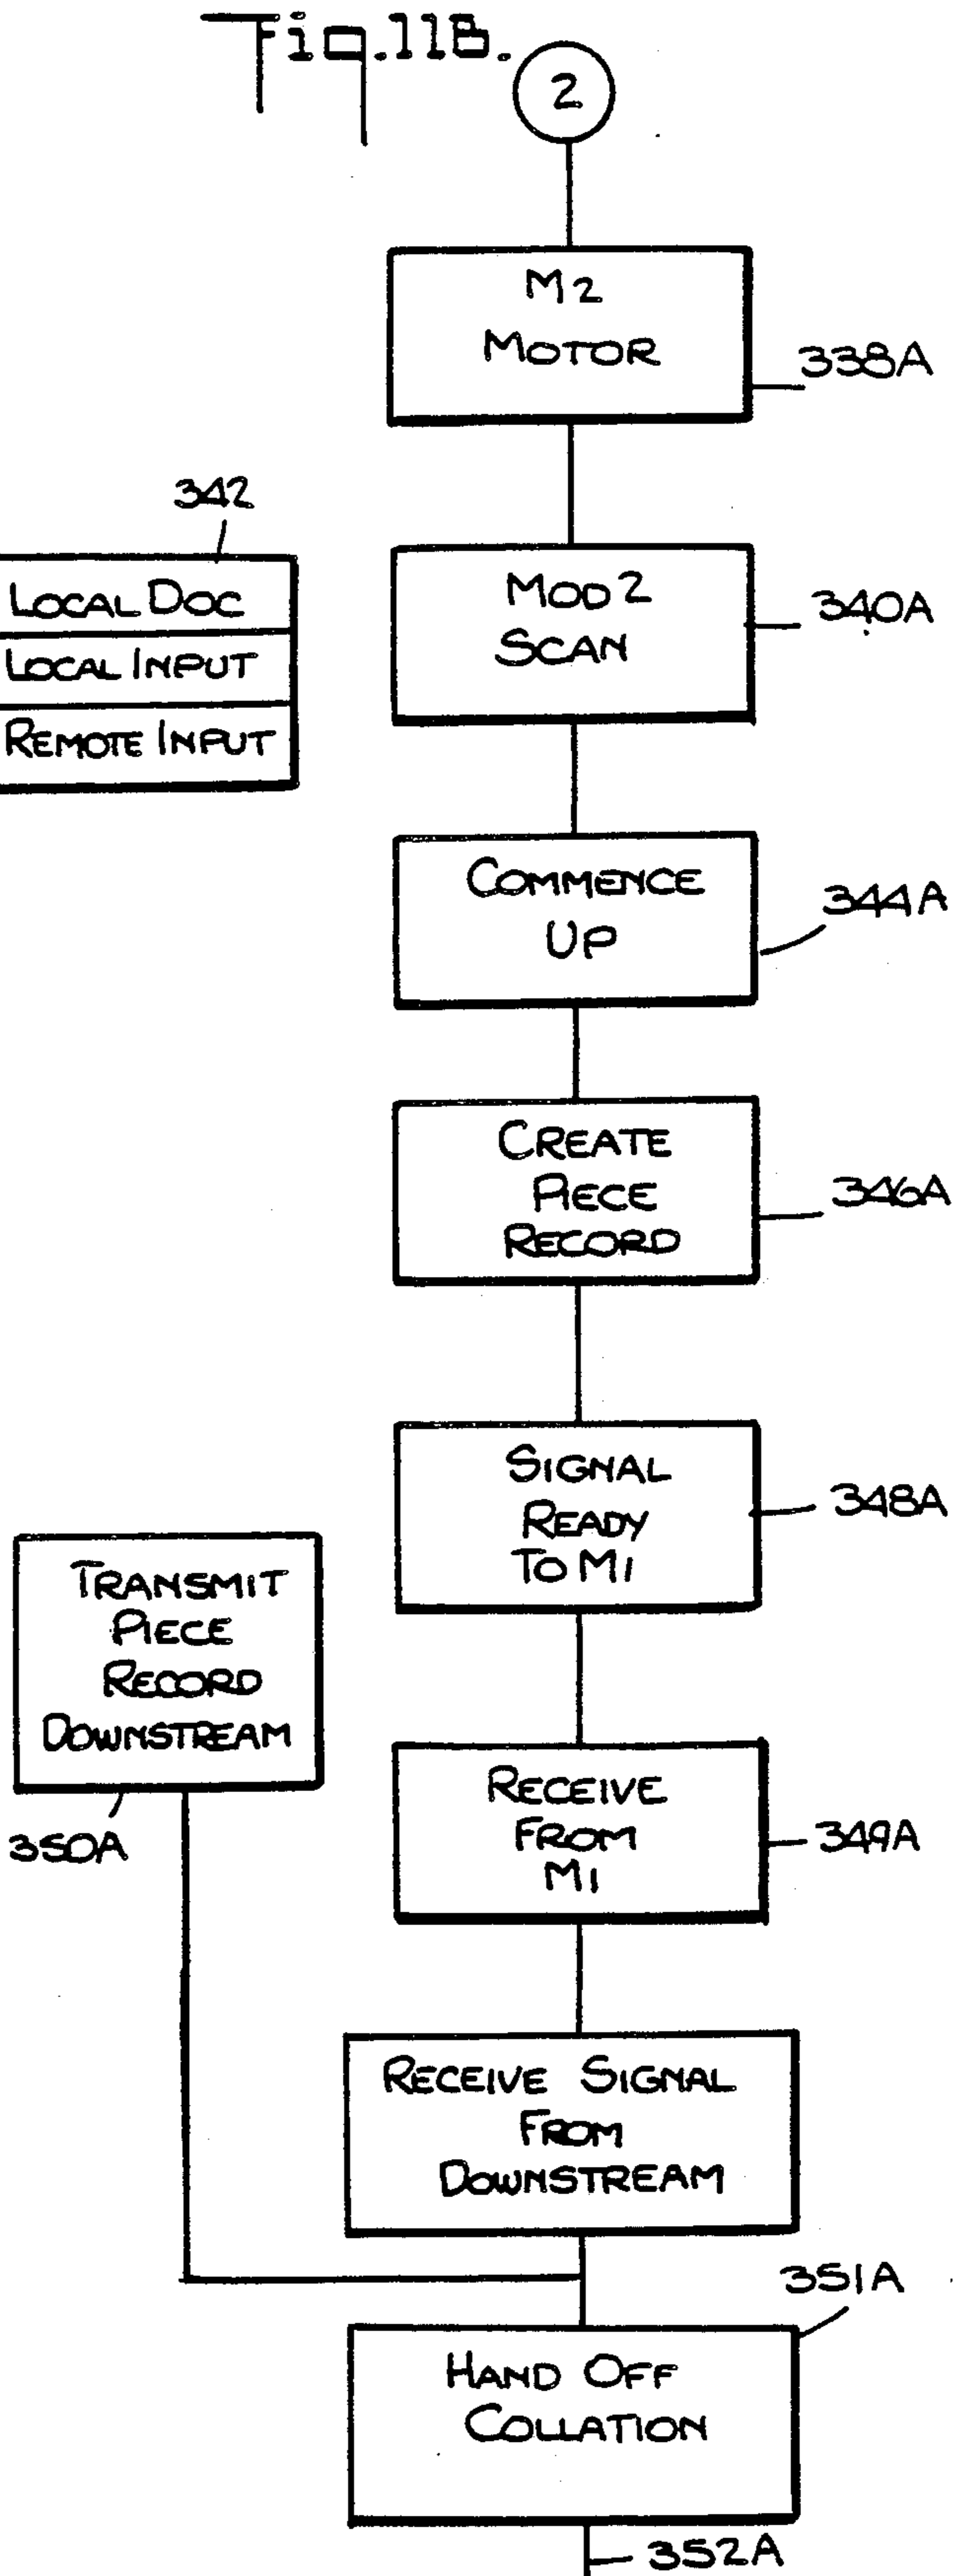 Fig.11B.
2
M2
MOTOR
338A
342
LOCAL DOC
LOCAL INPUT
REMOTE INPUT
MOD 2
SCAN
340A
COMMENCE
UP
344A
CREATE
PIECE
RECORD
346A
SIGNAL
READY
TO M1
348A
TRANSMIT
PIECE
RECORD
DOWNSTREAM
350A
RECEIVE
FROM
M1
349A
RECEIVE SIGNAL
FROM
DOWNSTREAM
351A
HAND OFF
COLLATION
352A